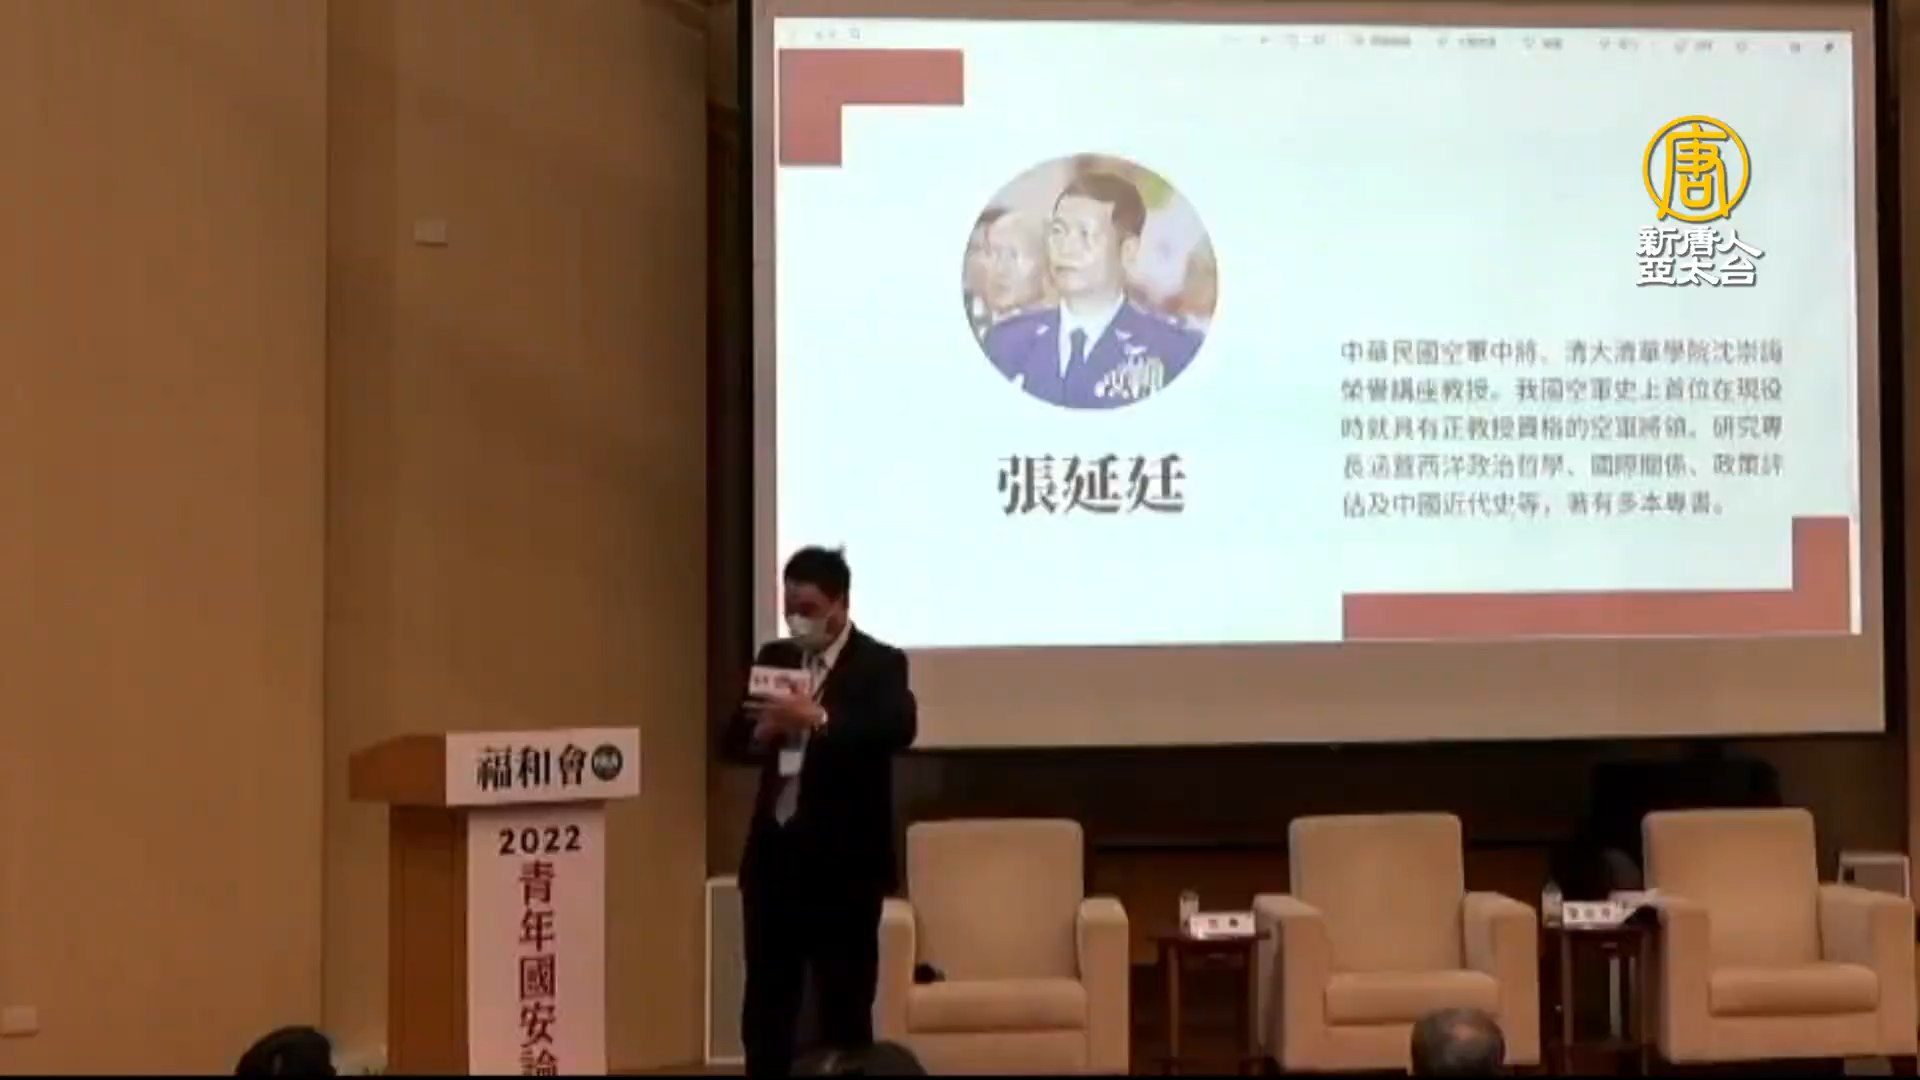 唐
新唐人
亞太台
中華民國空軍中將、清大清華學院沈崇誨
榮譽講座教授。我國空軍史上首位在現役
時就具有正教授資格的空軍將領。研究專
長涵蓋西洋政治哲學、國際關係、政策評
估及中國近代史等，著有多本專書。
張延廷
福和會
2022
青年國安論